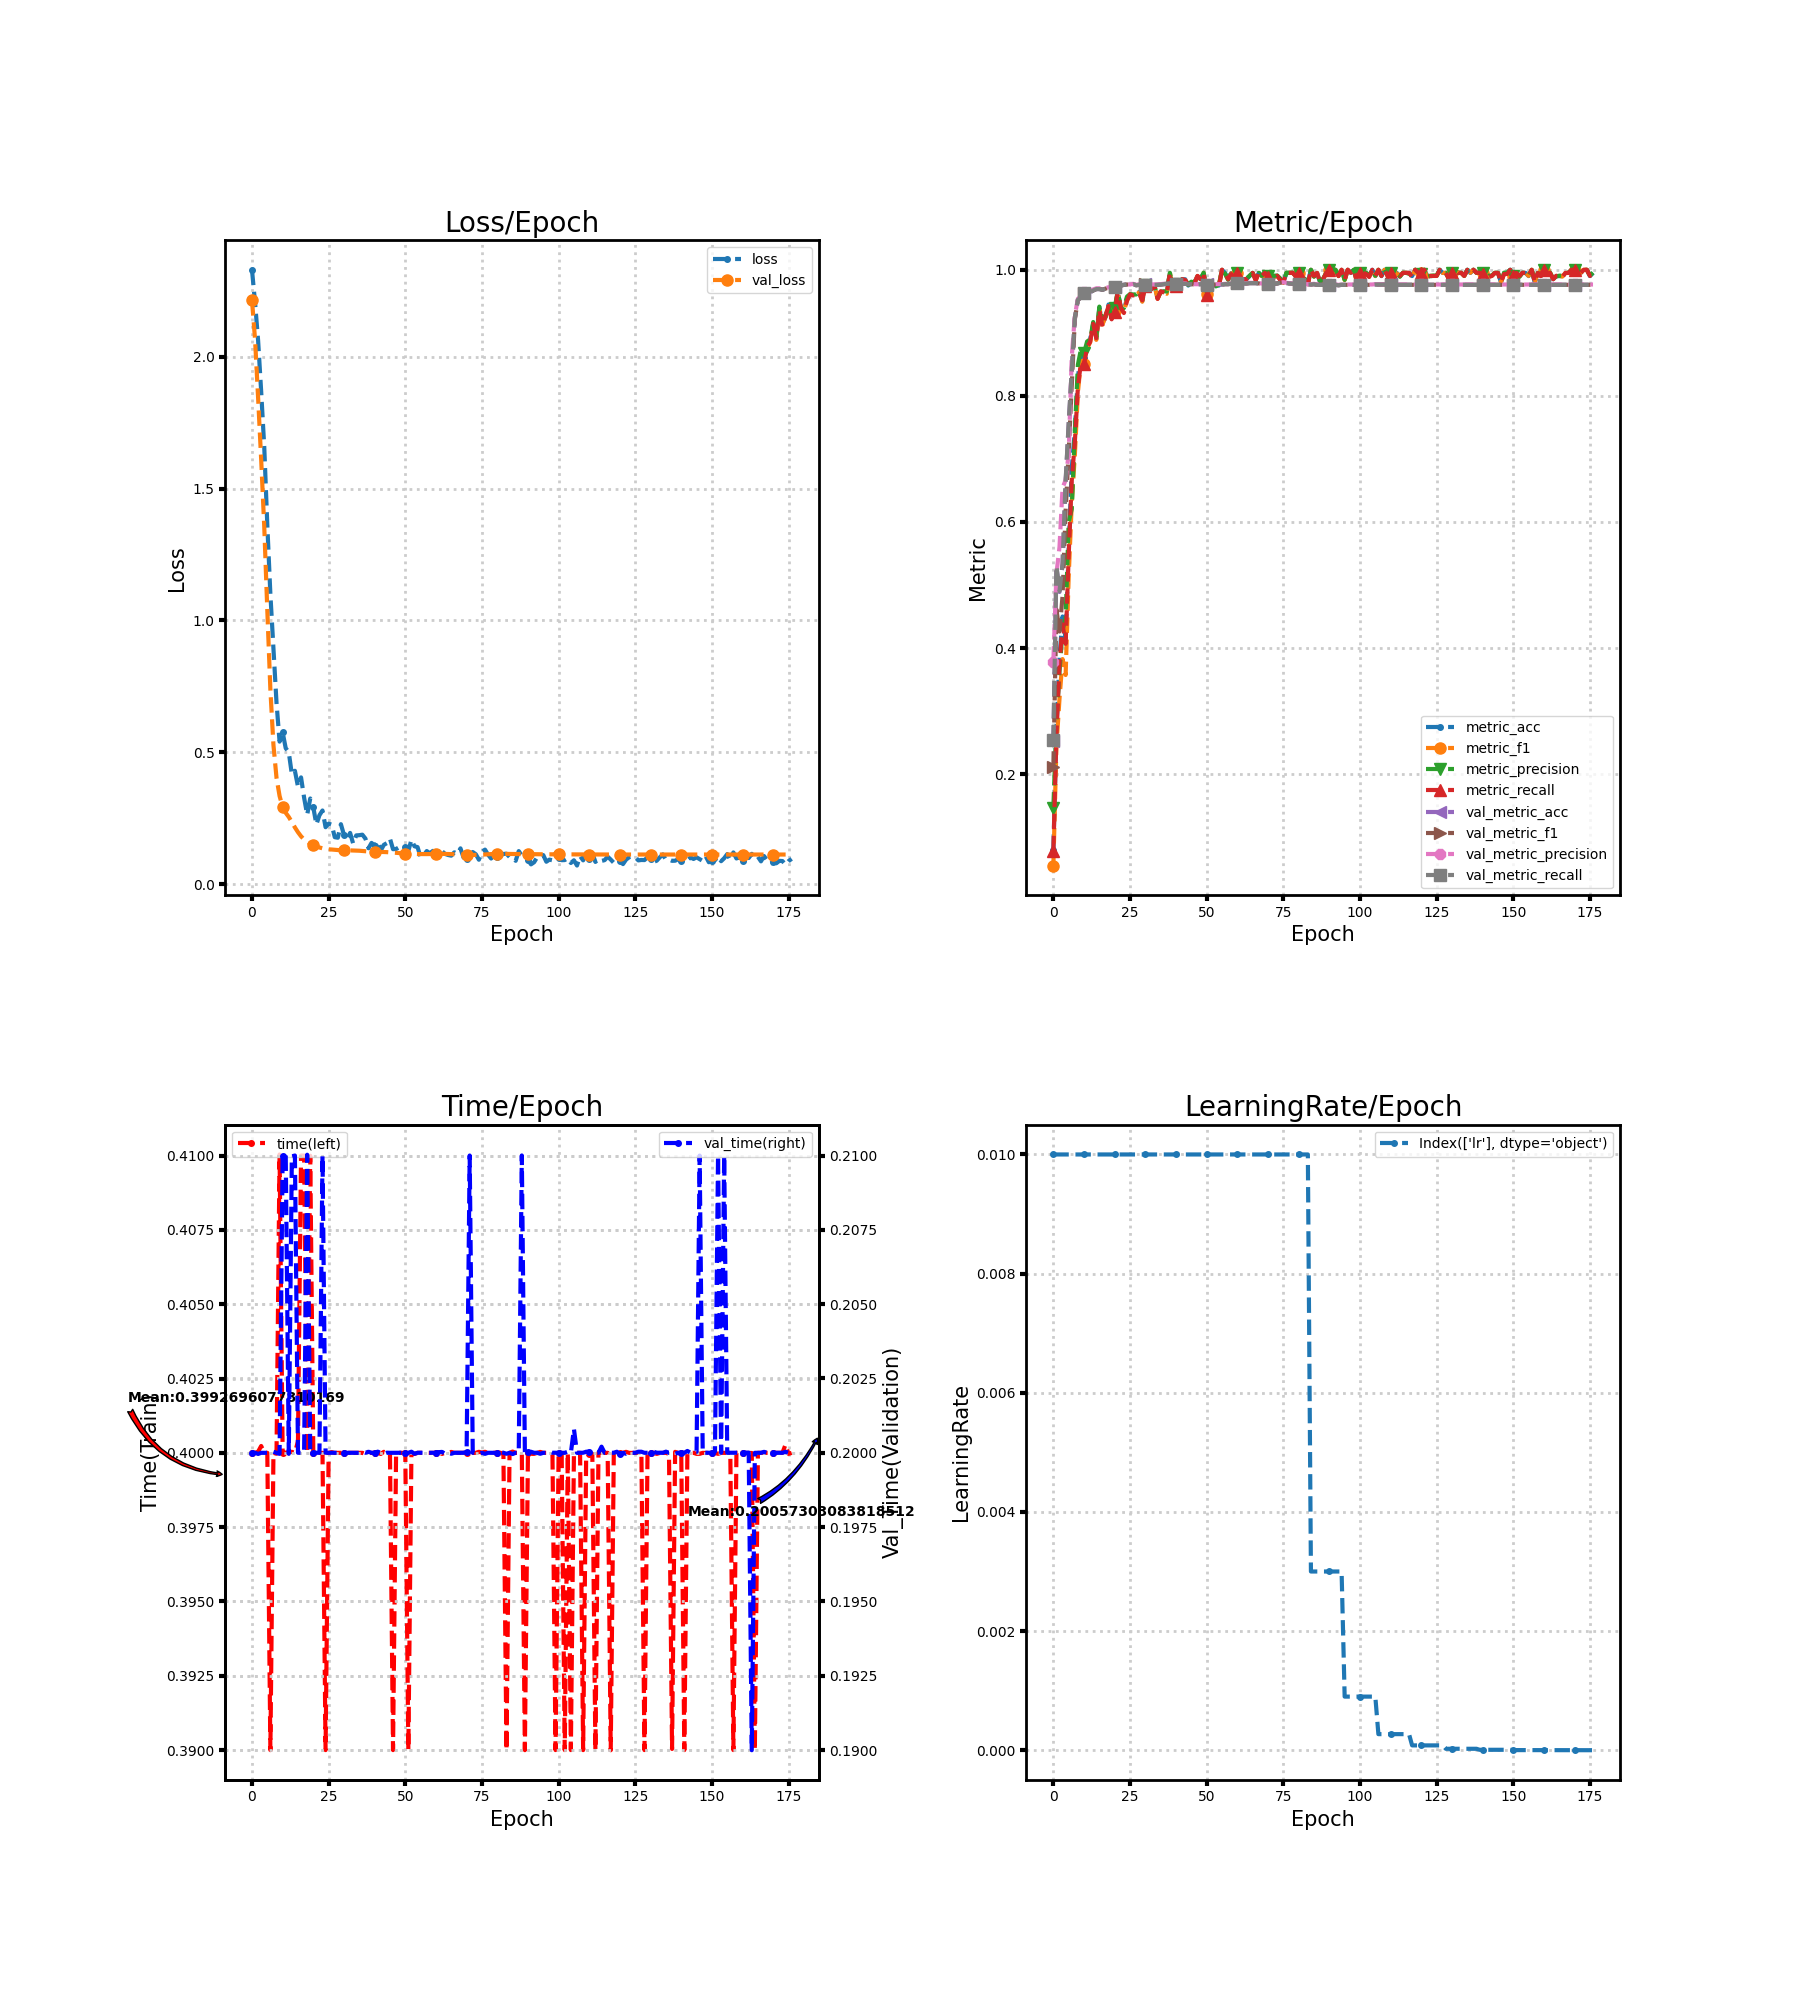 Loss/Epoch
loss
val_loss
2.0
1.5
1.0
0.5
0.0
Loss
0 25 50 75 100 125 150 175
Epoch
Metric/Epoch
1.0
0.8
0.6
0.4
0.2
Metric
metric_acc
metric_f1
metric_precision
metric_recall
val_metric_acc
val_metric_f1
val_metric_precision
val_metric_recall
0 25 50 75 100 125 150 175
Epoch
Time/Epoch
time(left)
val_time(right)
0.4100
0.4075
0.4050
0.4025
0.4000
0.3975
0.3950
0.3925
0.3900
Time(Train)
0.2100
0.2075
0.2050
0.2025
0.2000
0.1975
0.1950
0.1925
0.1900
Val_Time(Validation)
Mean:0.2005730308381851​2
0 25 50 75 100 125 150 175
Epoch
LearningRate/Epoch
Index(['lr'], dtype='object')
0.010
0.008
0.006
0.004
0.002
0.000
LearningRate
0 25 50 75 100 125 150 175
Epoch